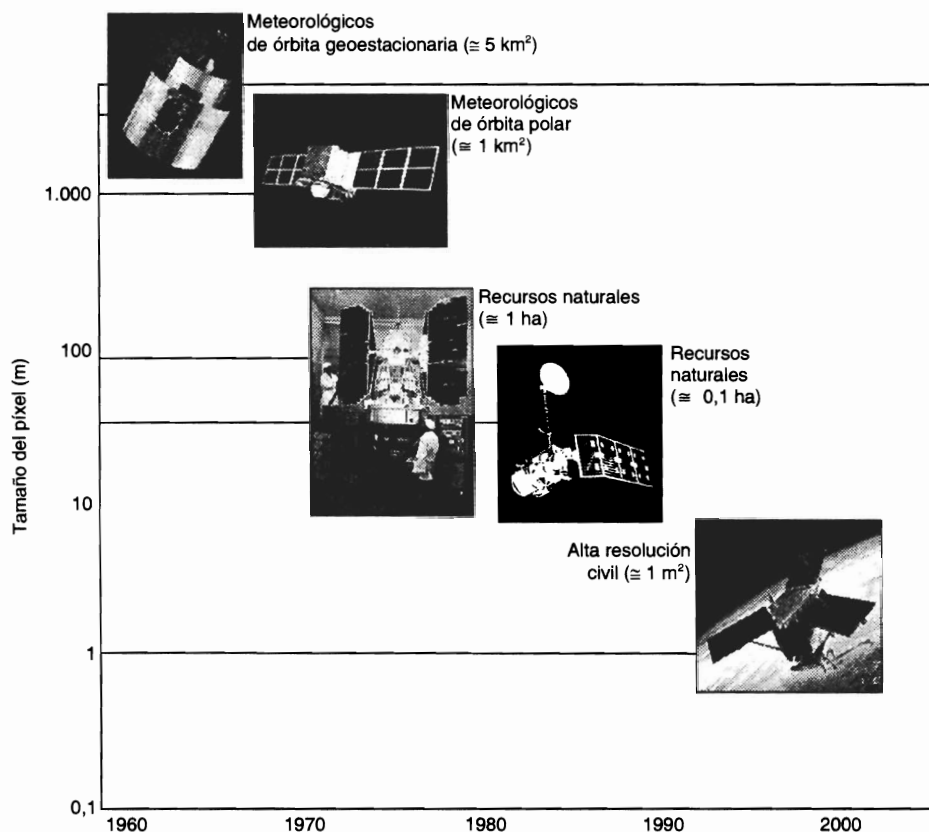 Meteorológicos
de órbita geoestacionaria (≅ 5 km²)
Meteorológicos
de órbita polar
(≅ 1 km²)
1.000
Recursos naturales
(≅ 1 ha)
100
Recursos
naturales
(≅ 0,1 ha)
Tamaño del píxel (m)
10
Alta resolución
civil (≅ 1 m²)
1
0,1
1960
1970
1980
1990
2000